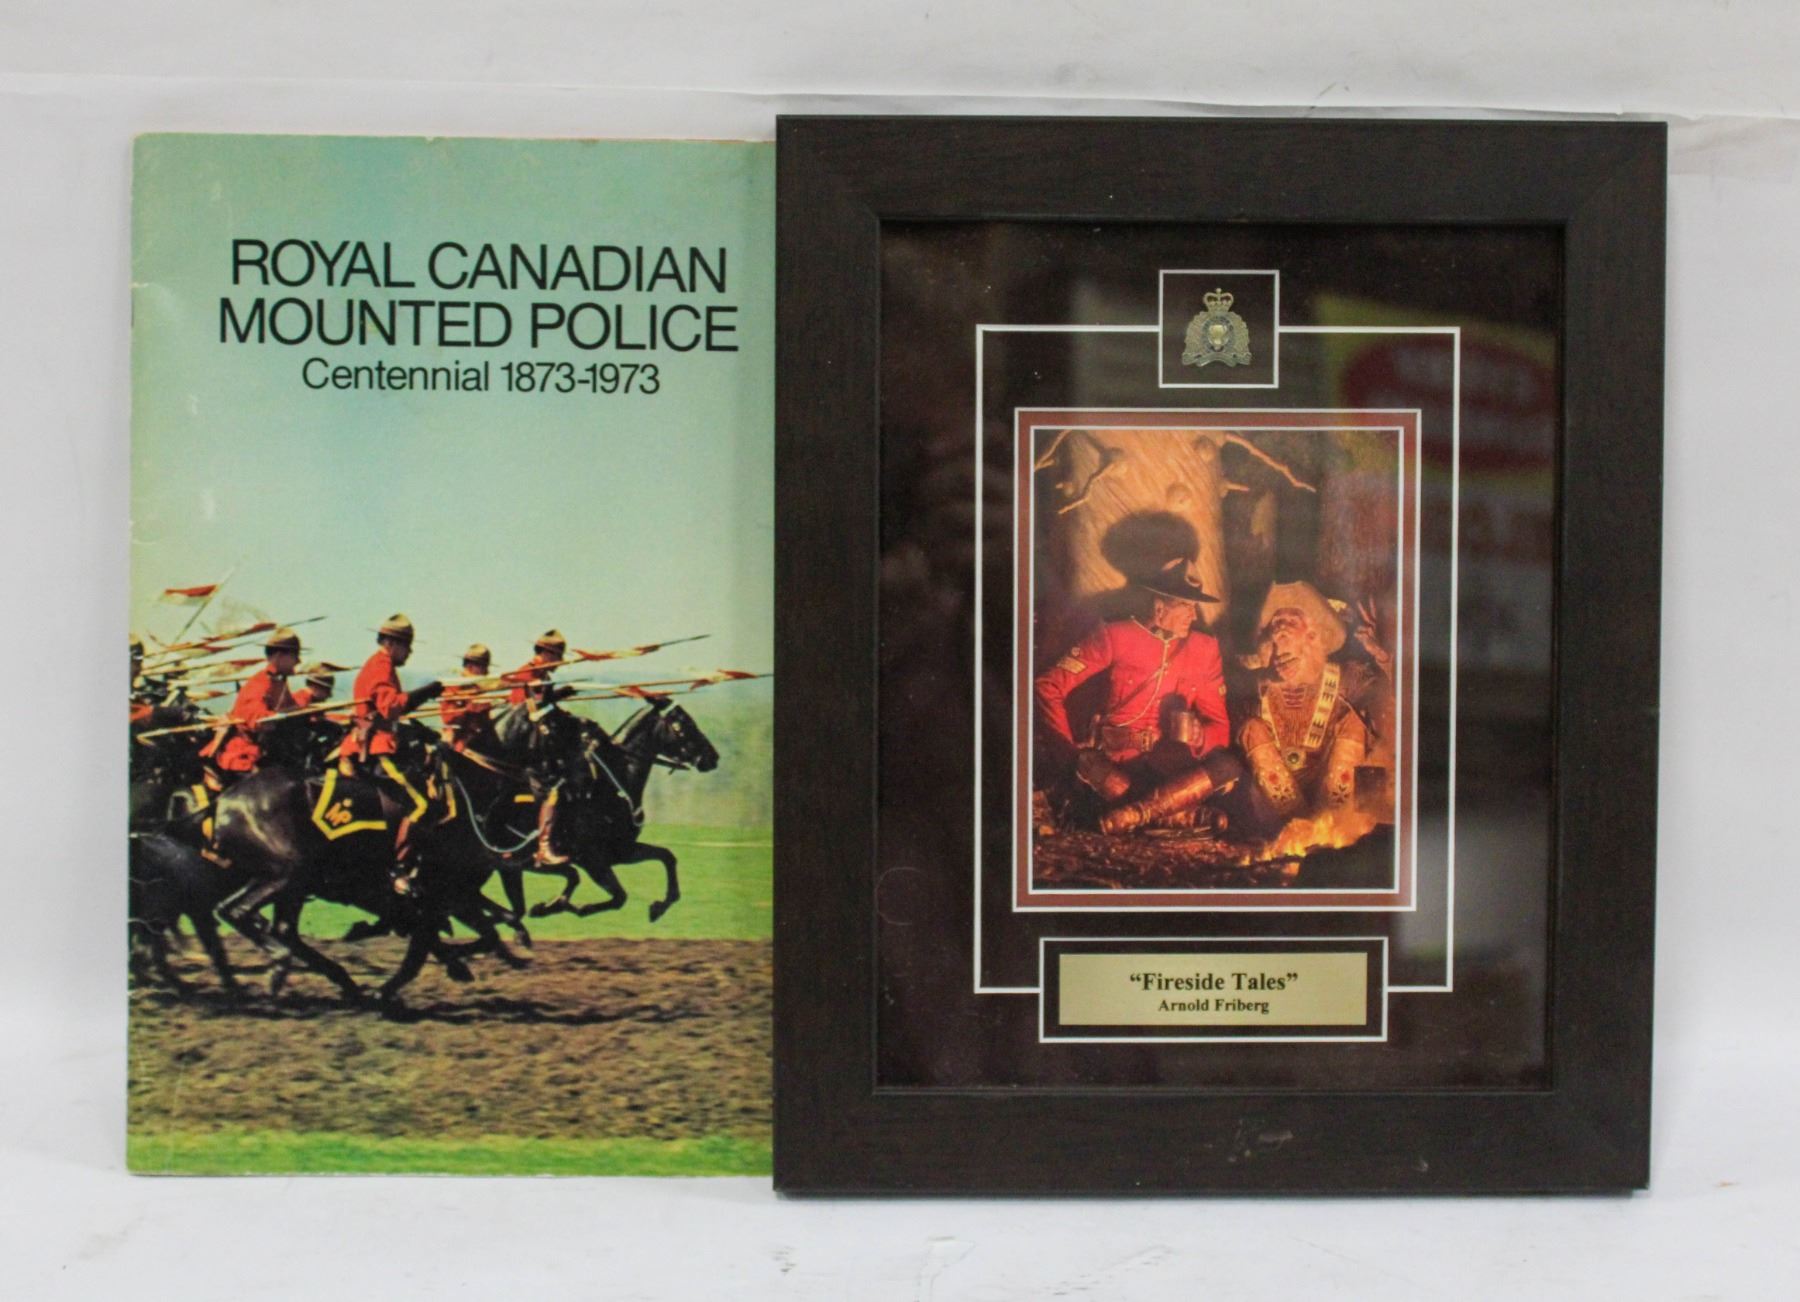 ROYAL CANADIAN
MOUNTED POLICE
Centennial 1873-1973
“Fireside Tales”
Arnold Friberg